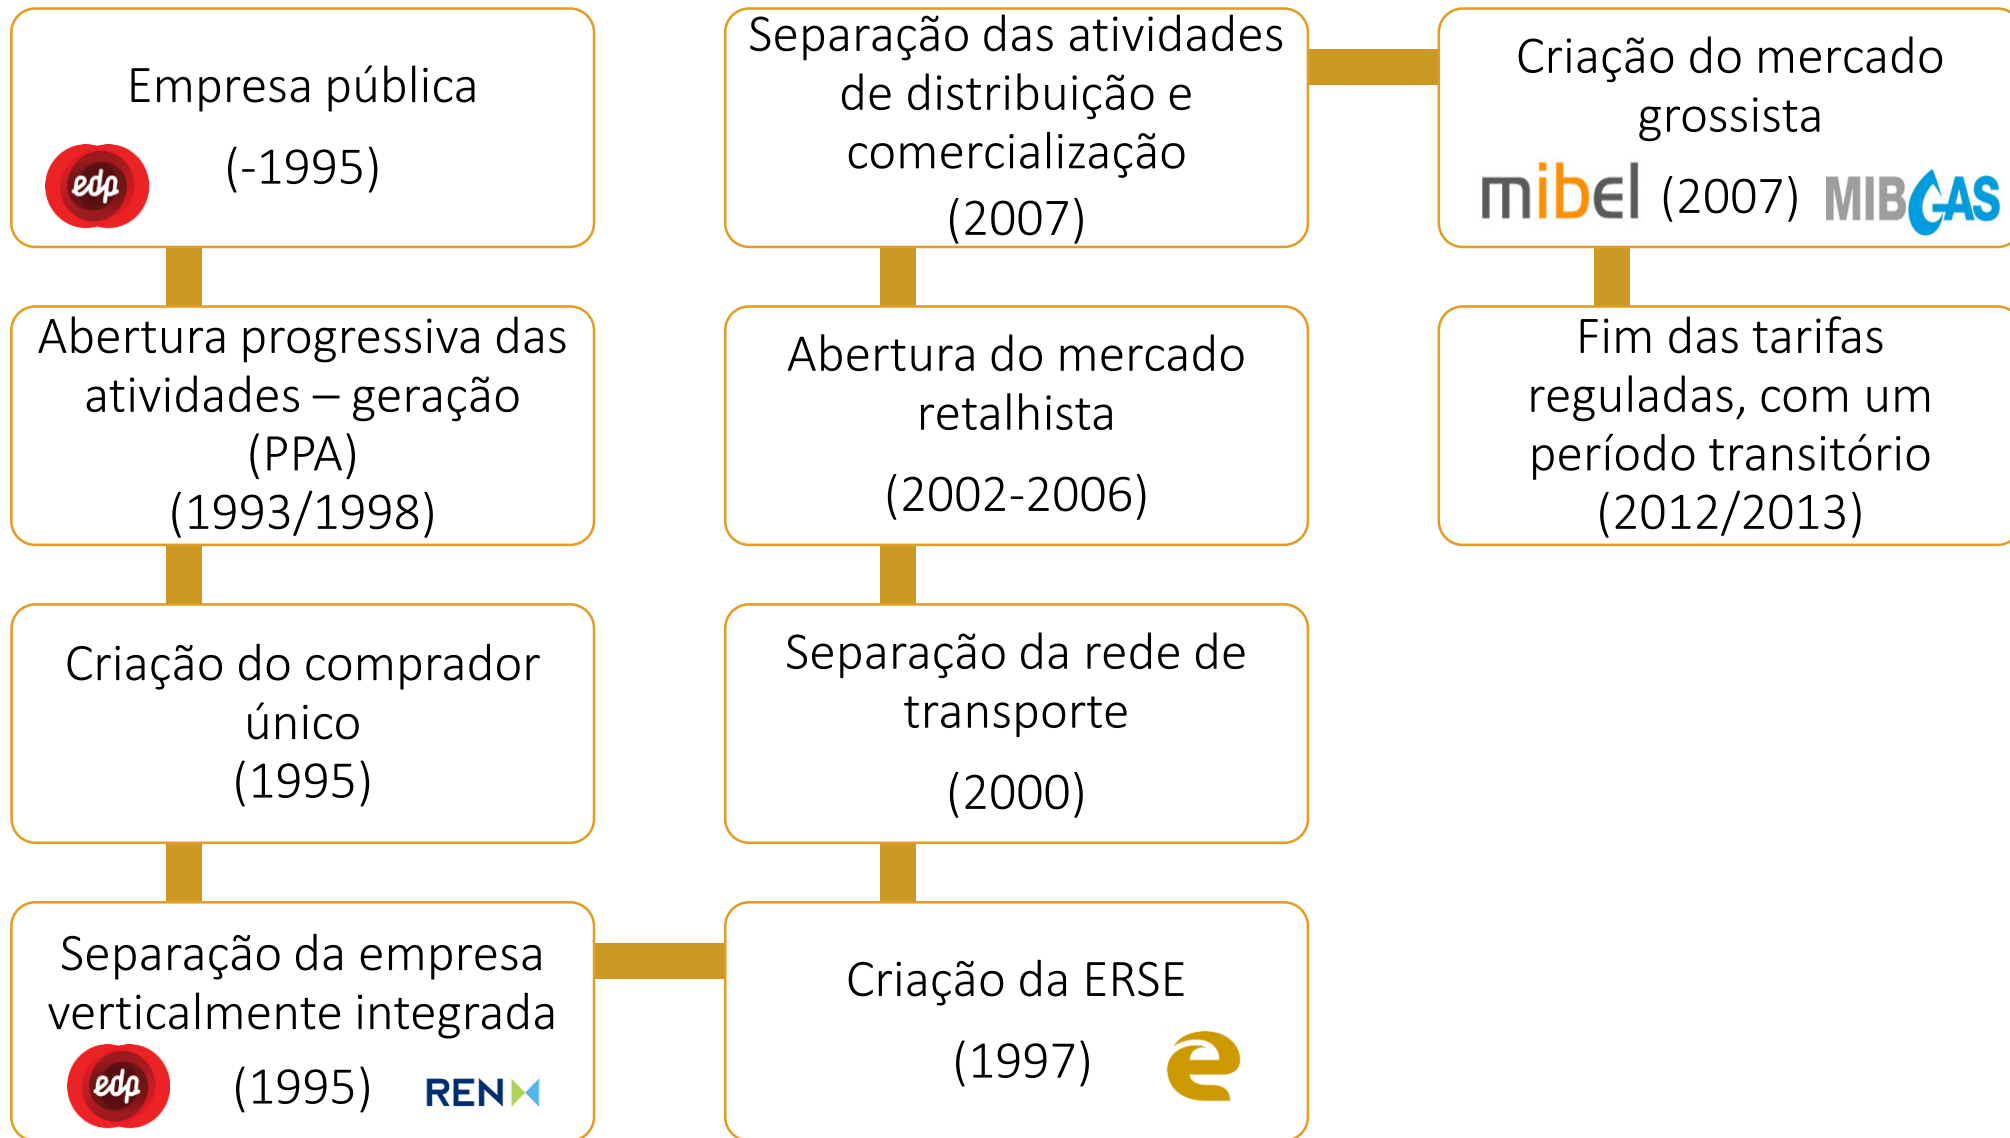 Empresa pública
(-1995)
edp
Abertura progressiva das
atividades – geração
(PPA)
(1993/1998)
Criação do comprador
único
(1995)
Separação da empresa
verticalmente integrada
(1995)
edp
REN
Criação da ERSE
(1997)
Separação da rede de
transporte
(2000)
Abertura do mercado
retalhista
(2002-2006)
Separação das atividades
de distribuição e
comercialização
(2007)
Criação do mercado
grossista
mibel (2007) MIBGAS
Fim das tarifas
reguladas, com um
período transitório
(2012/2013)